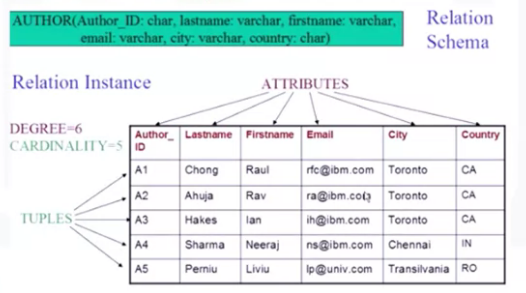 AUTHOR(Author_ID: char, lastname: varchar, firstname: varchar,
email: varchar, city: varchar, country: char)
Relation
Schema
Relation Instance
ATTRIBUTES
DEGREE=6
CARDINALITY=5
TUPLES
Author_ID Lastname Firstname Email City Country
A1 Chong Raul rfc@ibm.com Toronto CA
A2 Ahuja Rav ra@ibm.com Toronto CA
A3 Hakes Ian ih@ibm.com Toronto CA
A4 Sharma Neeraj ns@ibm.com Chennai IN
A5 Perniu Liviu lp@univ.com Transilvania RO